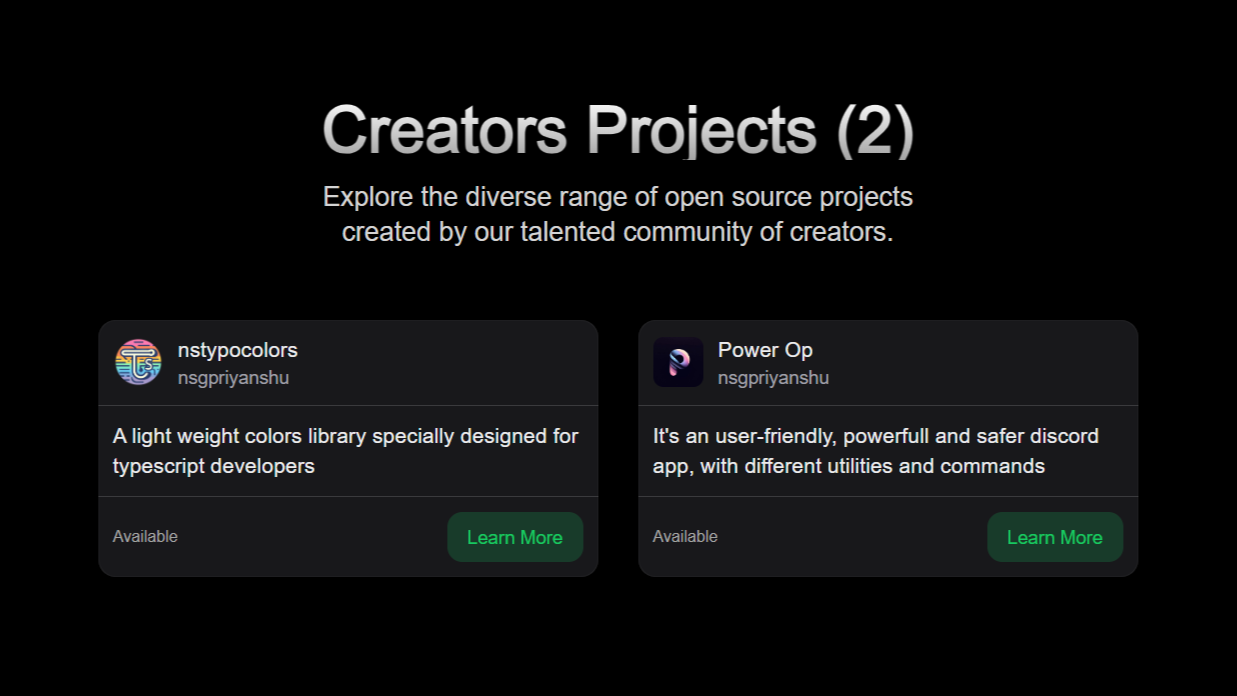 Creators Projects (2)
Explore the diverse range of open source projects
created by our talented community of creators.
nstypocolors
nsgpriyanshu
A light weight colors library specially designed for
typescript developers
Available
Learn More
Power Op
nsgpriyanshu
It's an user-friendly, powerfull and safer discord
app, with different utilities and commands
Available
Learn More